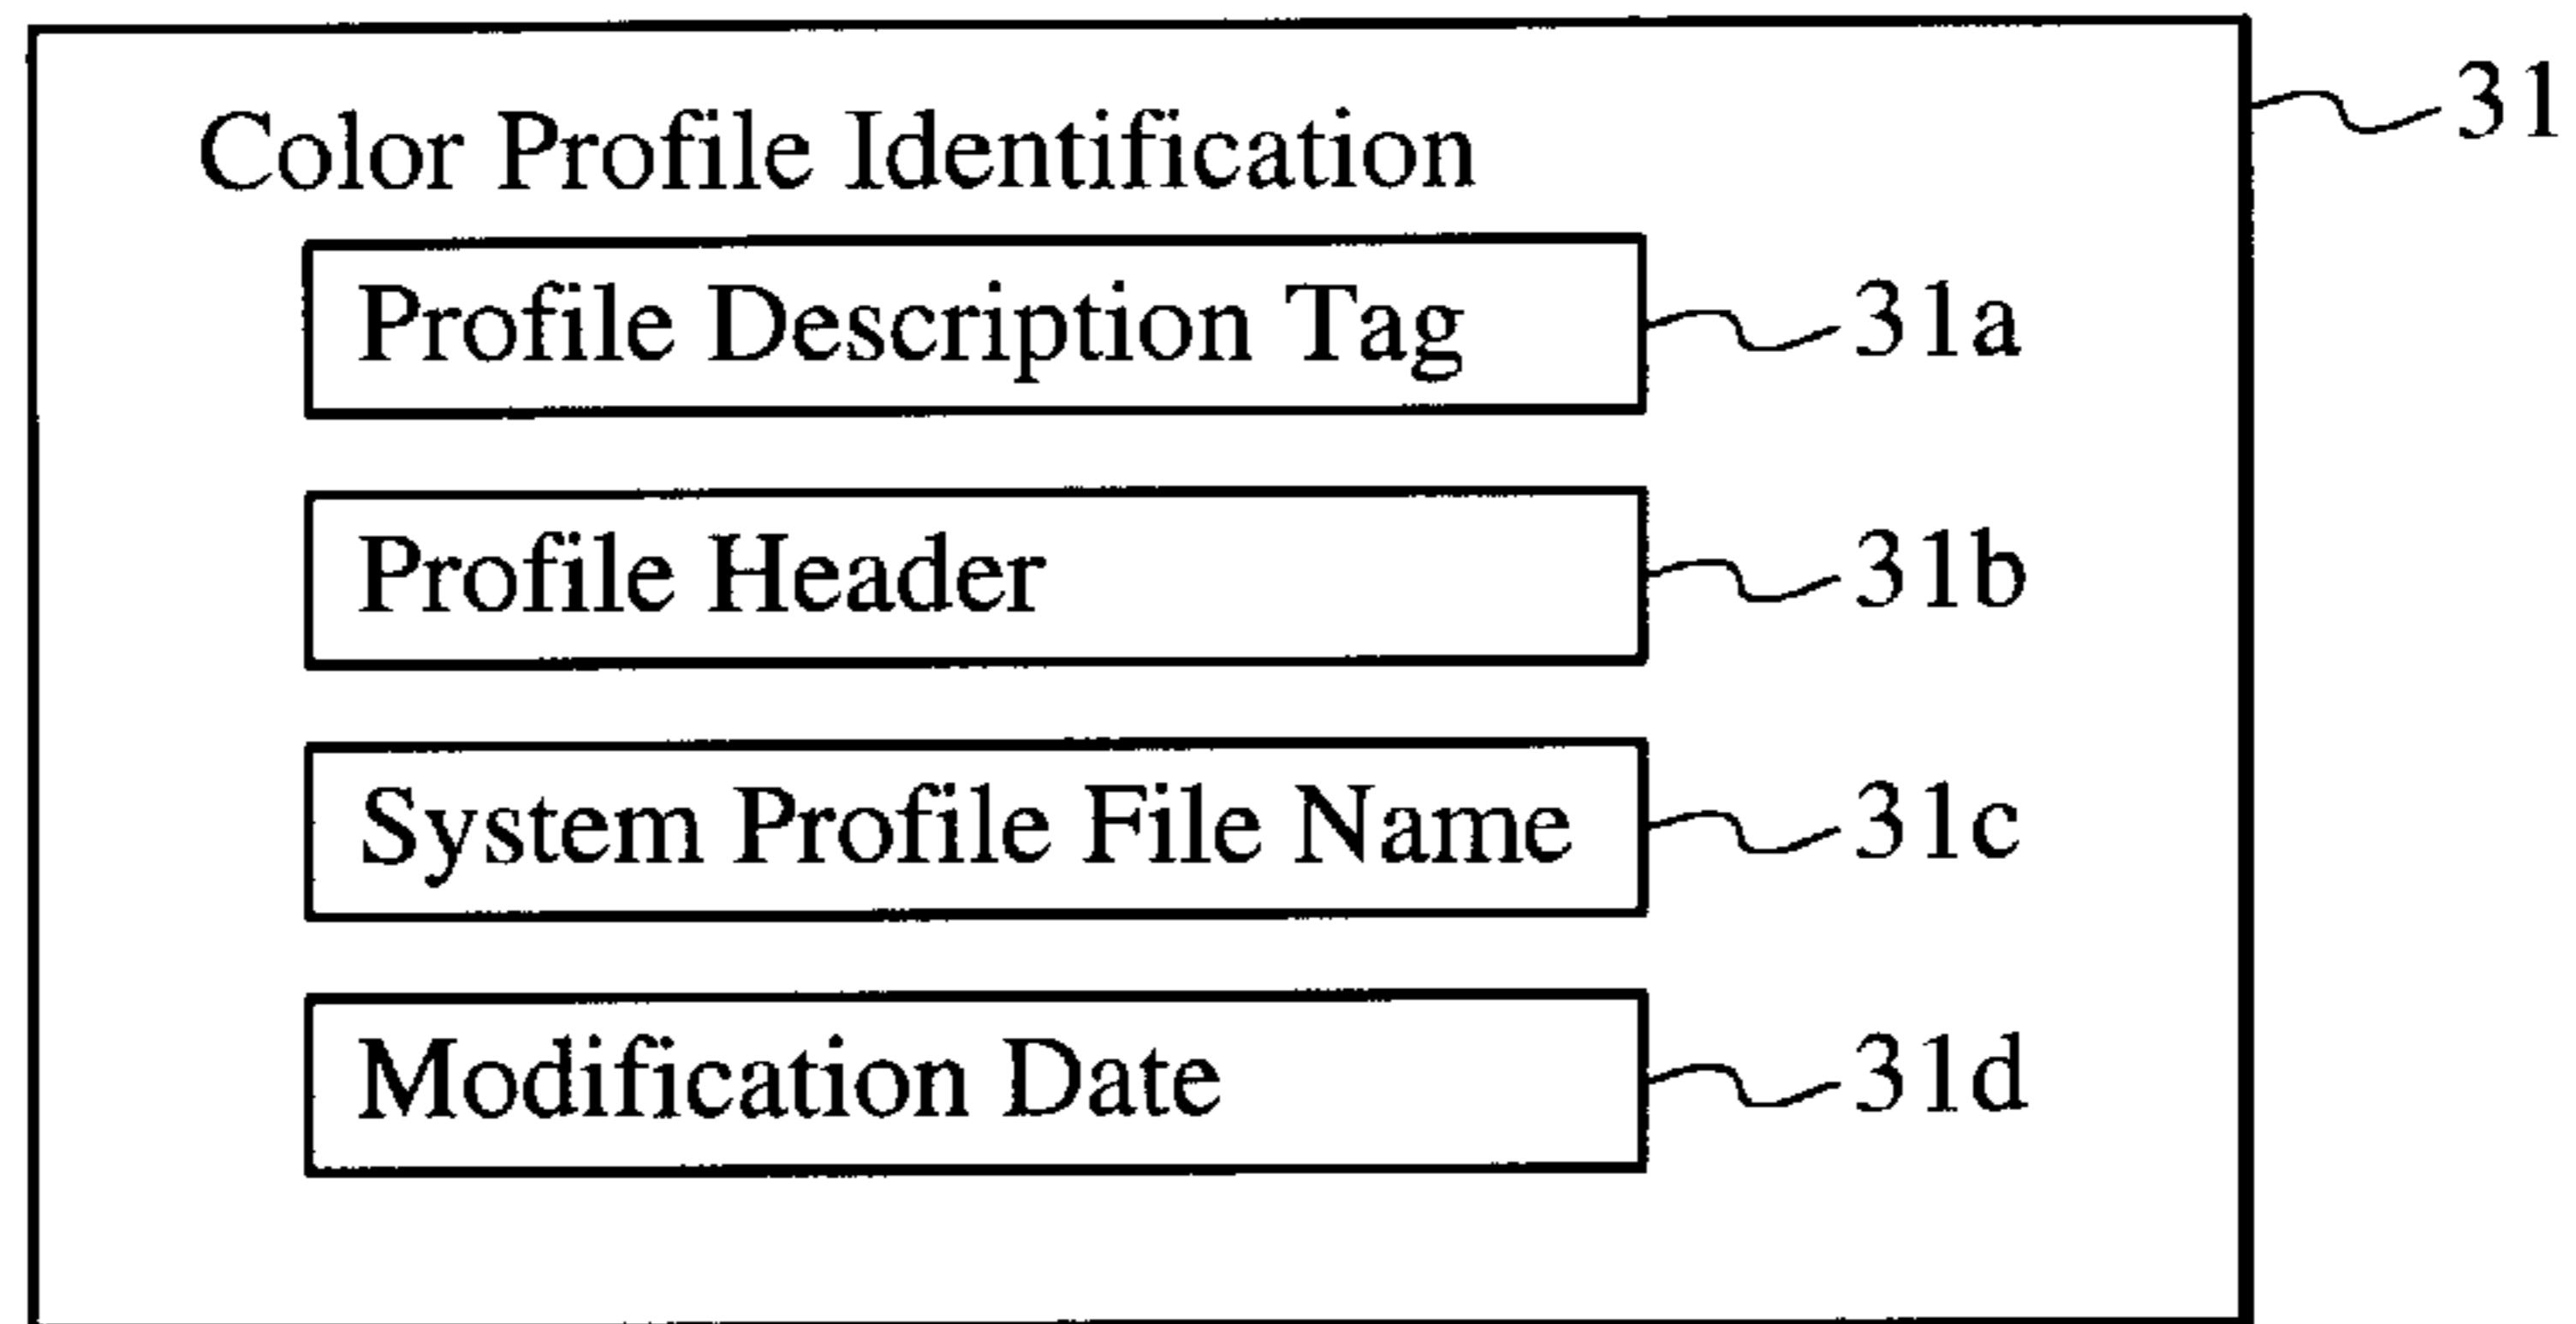 Color Profile Identification
31
Profile Description Tag
31a
Profile Header
31b
System Profile File Name
31c
Modification Date
31d